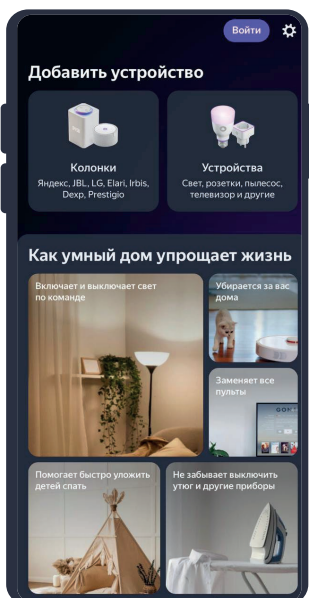 Войти
Добавить устройство
Колонки
Яндекс, JBL, LG, Elari, Irbis,
Dexp, Prestigio
Устройства
Свет, розетки, пылесос,
телевизор и другие
Как умный дом упрощает жизнь
Включает и выключает свет
по команде
Убирается за вас
дома
Заменяет все
пульты
Помогает быстро уложить
детей спать
Не забывает выключить
утюг и другие приборы